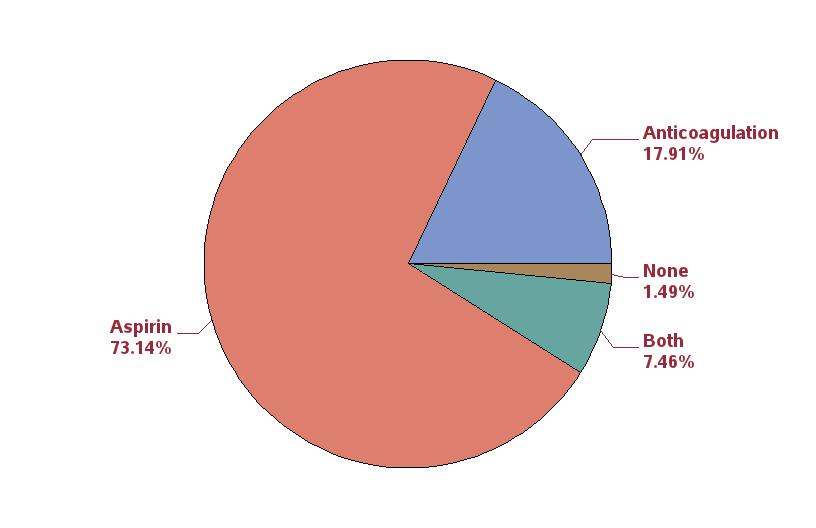 Anticoagulation
17.91%
None
1.49%
Aspirin
73.14%
Both
7.46%